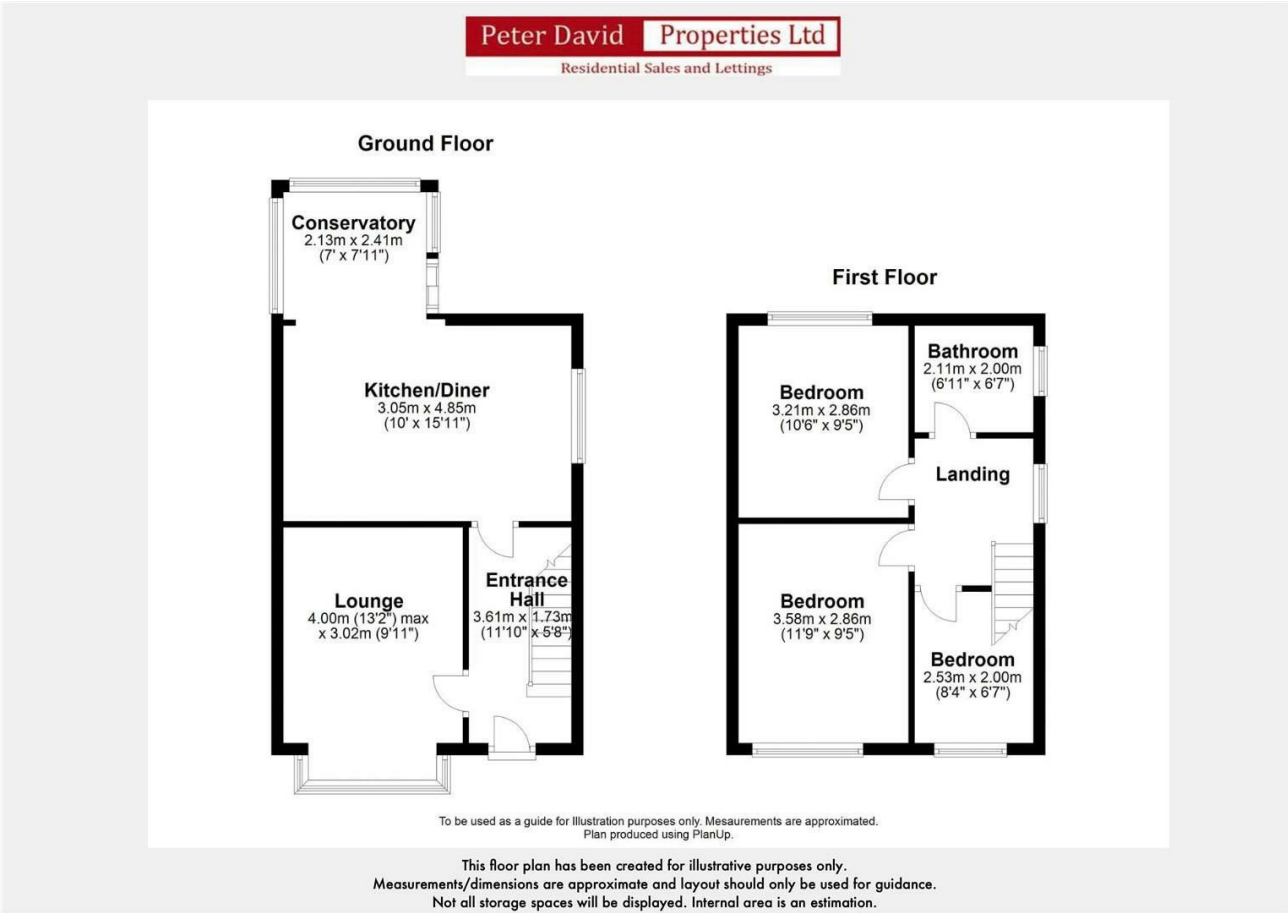 Peter David Properties Ltd
Residential Sales and Lettings
Ground Floor
Conservatory
2.13m x 2.41m
(7' x 7'11")
Kitchen/Diner
3.05m x 4.85m
(10' x 15'11")
Lounge
4.00m (13'2") max
x 3.02m (9'11")
Entrance
Hall
3.61m x 1.73m
(11'10" x 5'8")
First Floor
Bedroom
3.21m x 2.86m
(10'6" x 9'5")
Bathroom
2.11m x 2.00m
(6'11" x 6'7")
Landing
Bedroom
3.58m x 2.86m
(11'9" x 9'5")
Bedroom
2.53m x 2.00m
(8'4" x 6'7")
To be used as a guide for Illustration purposes only. Mesaurements are approximated.
Plan produced using PlanUp.
This floor plan has been created for illustrative purposes only.
Measurements/dimensions are approximate and layout should only be used for guidance.
Not all storage spaces will be displayed. Internal area is an estimation.